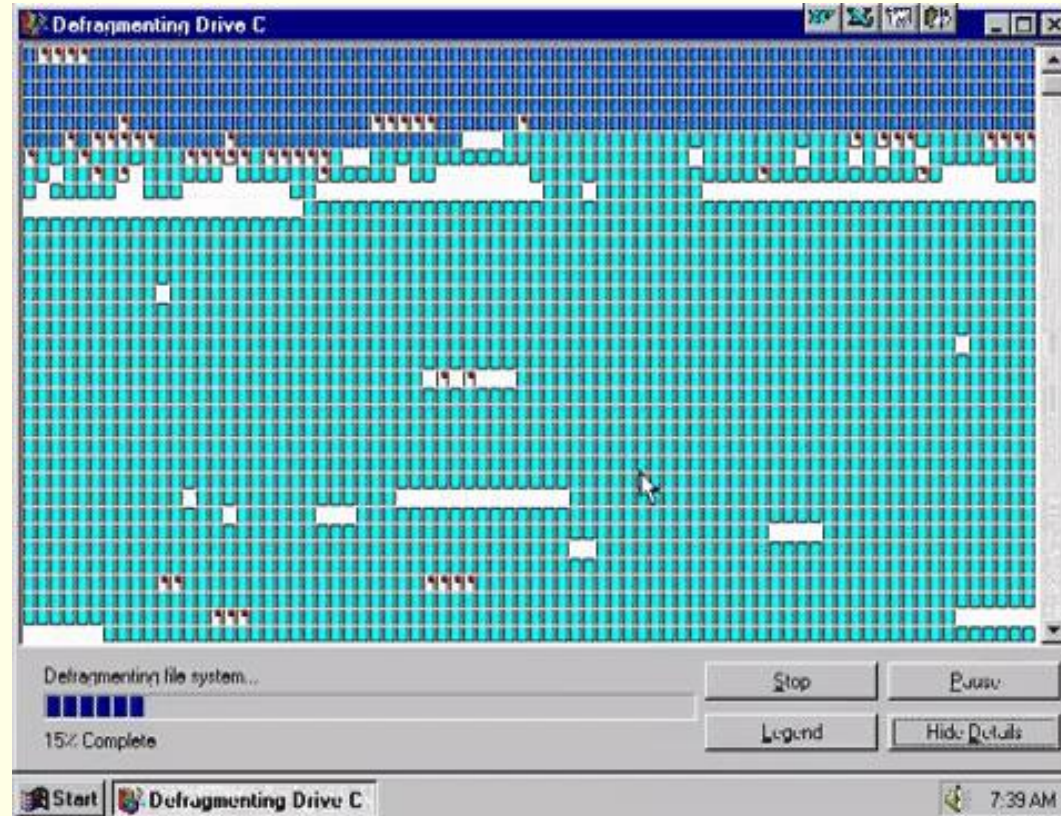 Defragmenting Drive C
Defragmenting file system...
15% Complete
Stop
Pause
Legend
Hide Details
Start
Defragmenting Drive C
7:39 AM